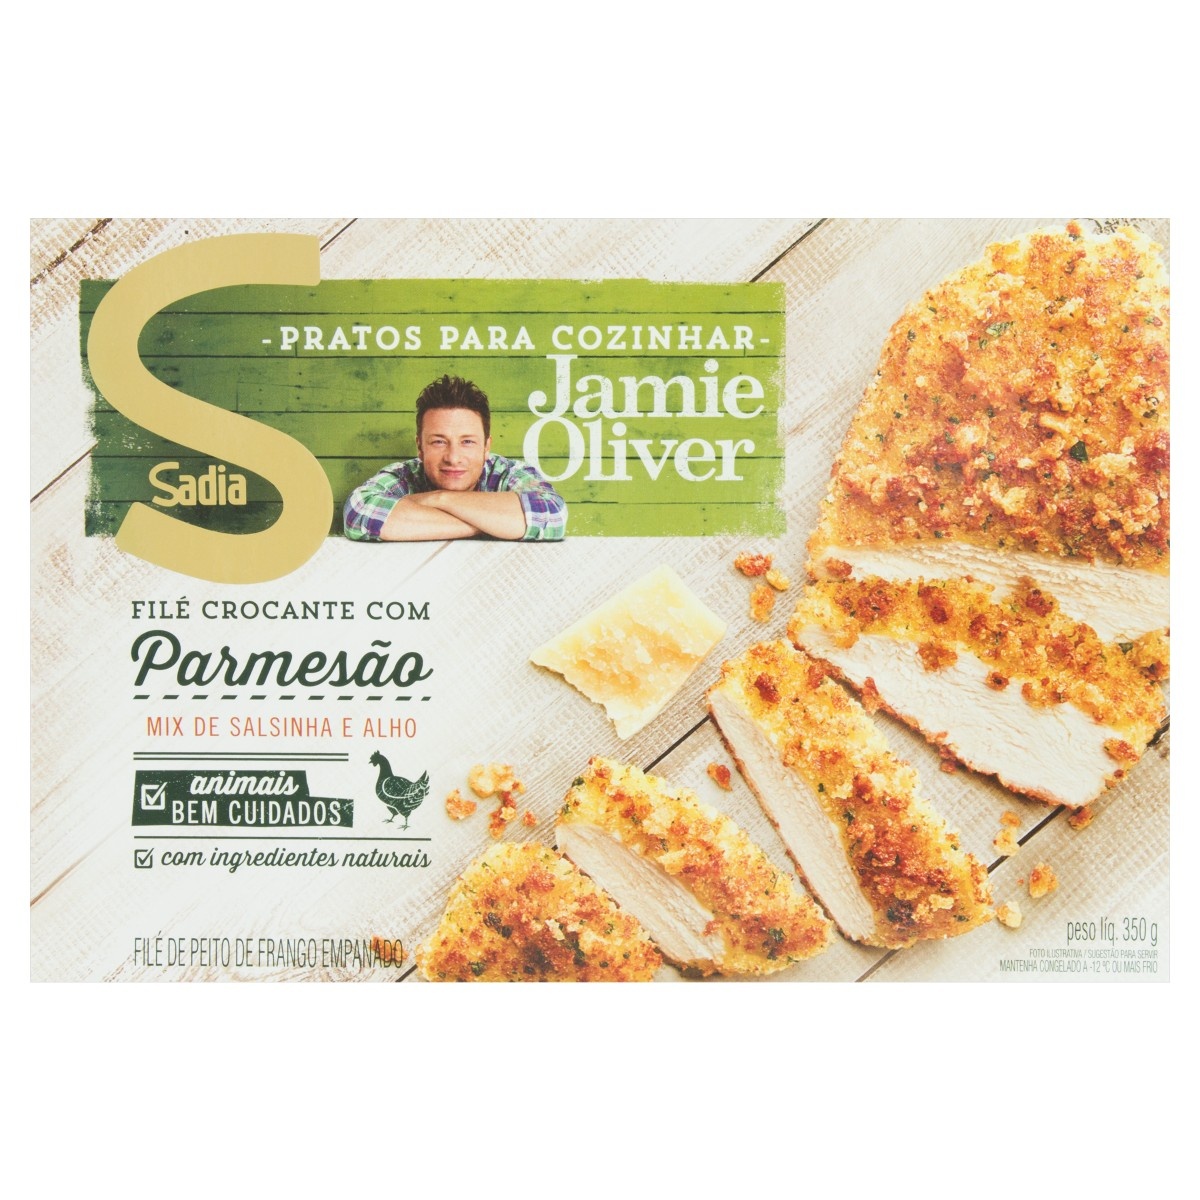 - PRATOS PARA COZINHAR -
Jamie
Oliver
Sadia
FILÉ CROCANTE COM
Parmesão
MIX DE SALSINHA E ALHO
animais
BEM CUIDADOS
com ingredientes naturais
FILÉ DE PEITO DE FRANGO EMPANADO
peso líq. 350 g
FOTO ILUSTRATIVA / SUGESTÃO PARA SERVIR
MANTENHA CONGELADO A -12 °C OU MAIS FRIO